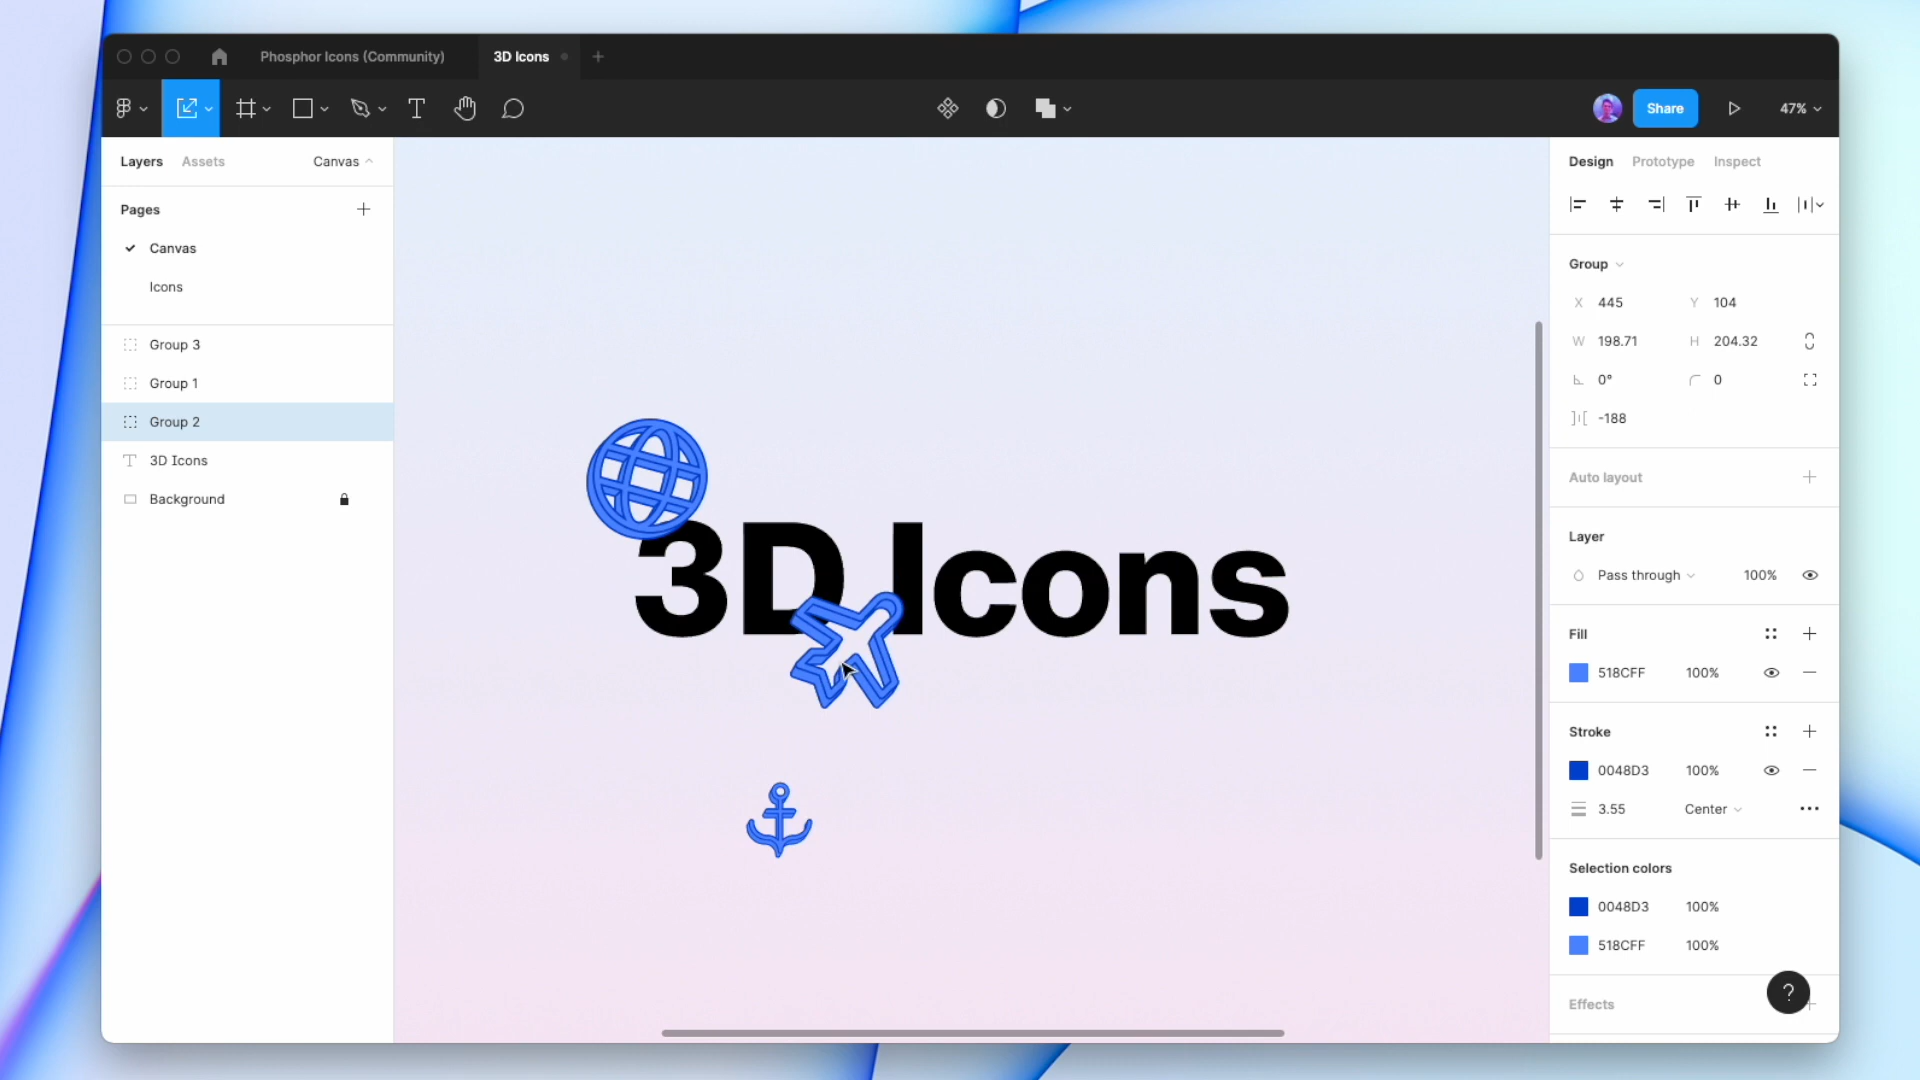 Phosphor Icons (Community)
3D Icons
Share
47%
Layers
Assets
Canvas
Pages
Canvas
Icons
Group 3
Group 1
Group 2
3D Icons
Background
3D Icons
Design
Prototype
Inspect
Group
X 445
Y 104
W 198.71
H 204.32
0°
0
-188
Auto layout
Layer
Pass through
100%
Fill
518CFF 100%
Stroke
0048D3 100%
3.55 Center
Selection colors
0048D3 100%
518CFF 100%
Effects
?